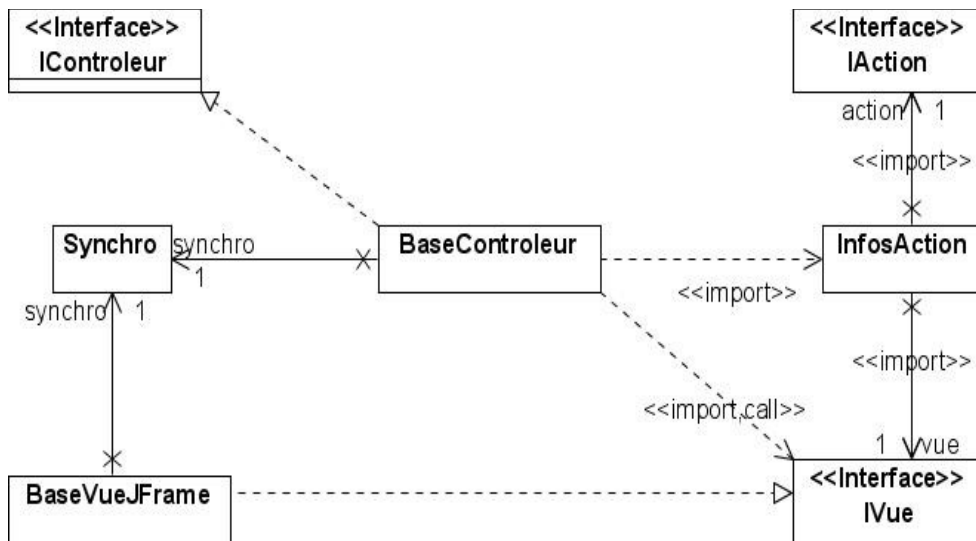 <<Interface>>
IControleur
<<Interface>>
IAction
action 1
<<import>>
Synchro
synchro
1
BaseControleur
InfosAction
<<import>>
synchro 1
<<import>>
<<import,call>>
1 vue
BaseVueJFrame
<<Interface>>
IVue